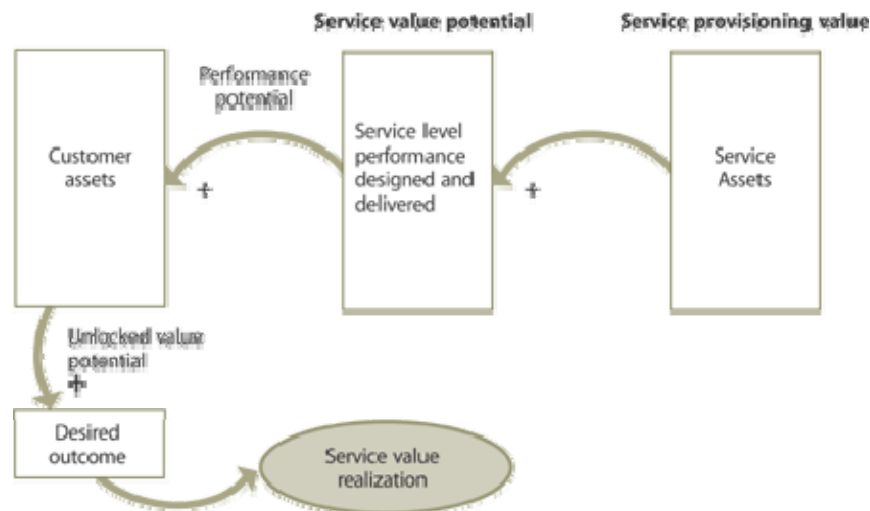 Service value potential
Service provisioning value
Performance
potential
Customer
assets
Service level
performance
designed and
delivered
Service
Assets
+
+
Unlocked value
potential
+
Desired
outcome
Service value
realization